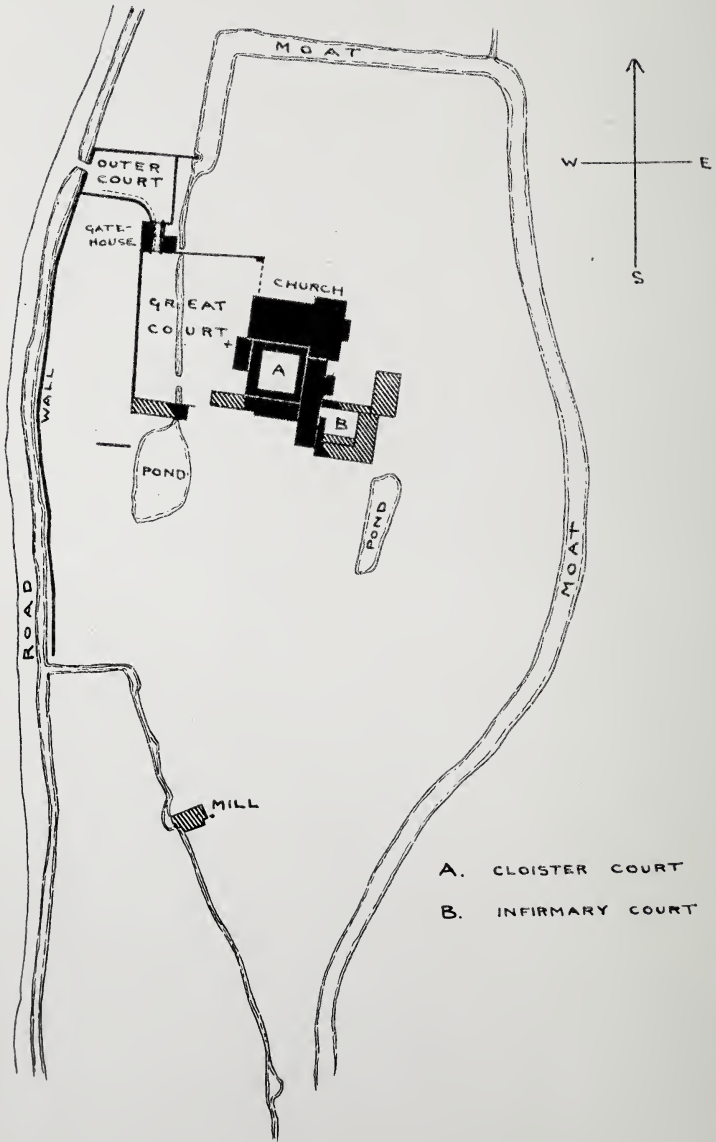 MOAT
OUTER
COURT
W
E
S
GATE-
HOUSE
CHURCH
GREAT
COURT
A
WALL
B
POND
POND
MOAT
ROAD
MILL
A. CLOISTER COURT
B. INFIRMARY COURT